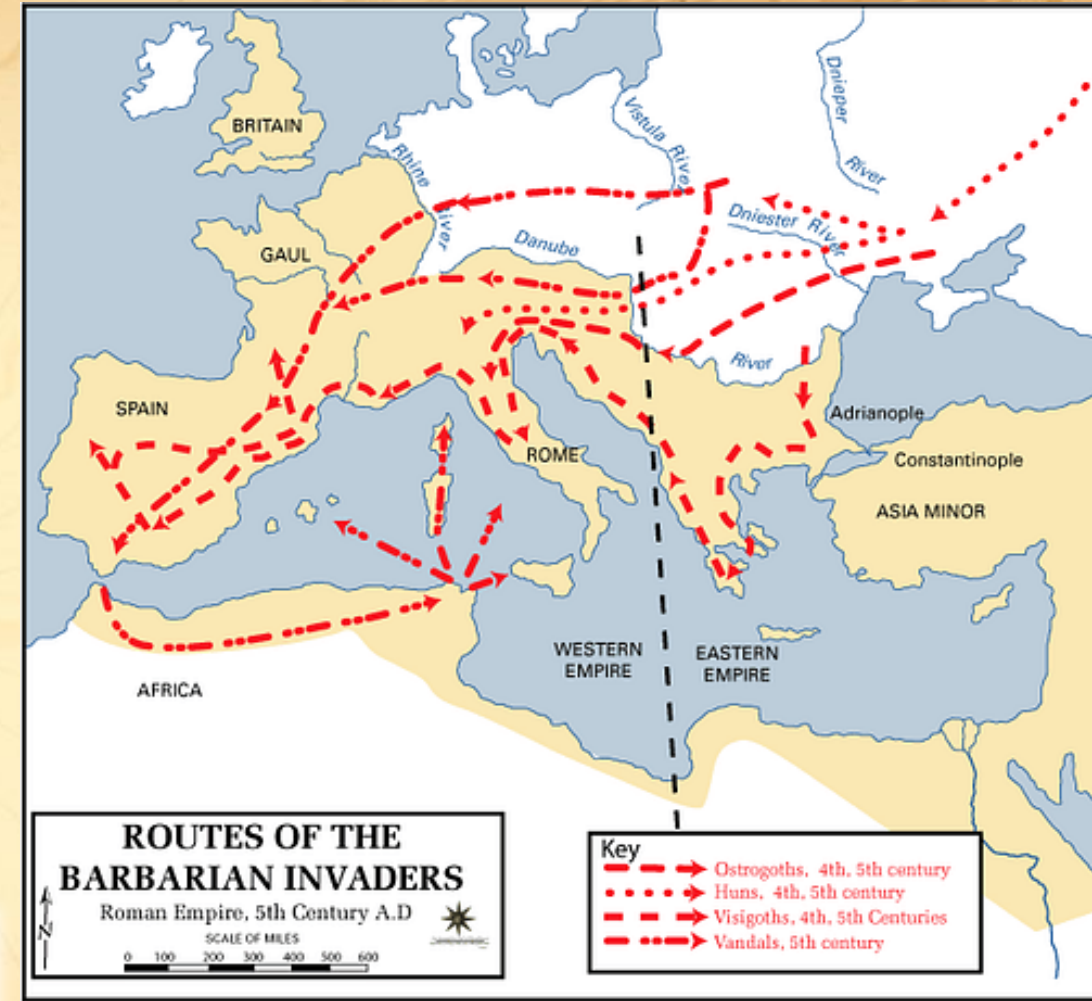 BRITAIN
Rhine
River
Vistula River
Dnieper
River
Dniester River
GAUL
Danube
River
SPAIN
Adrianople
ROME
Constantinople
ASIA MINOR
WESTERN
EMPIRE
EASTERN
EMPIRE
AFRICA
ROUTES OF THE
BARBARIAN INVADERS
Roman Empire, 5th Century A.D
N
SCALE OF MILES
0 100 200 300 400 500 600
Key
Ostrogoths, 4th, 5th century
Huns, 4th, 5th century
Visigoths, 4th, 5th Centuries
Vandals, 5th century